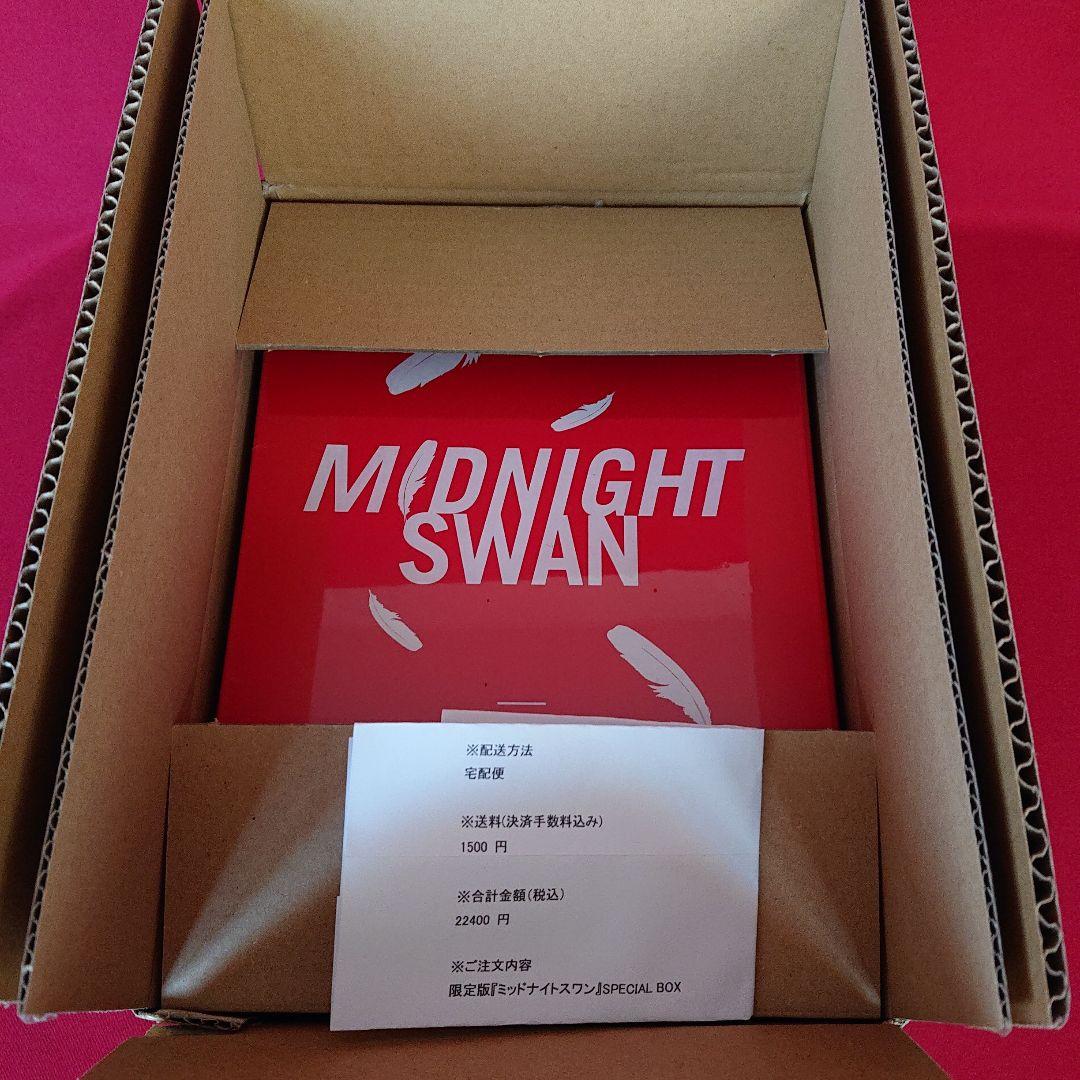 MIDNIGHT
SWAN
※配送方法
宅配便
※送料(決済手数料込み)
1500 円
※合計金額(税込)
22400 円
※ご注文内容
限定版『ミッドナイトスワン』SPECIAL BOX